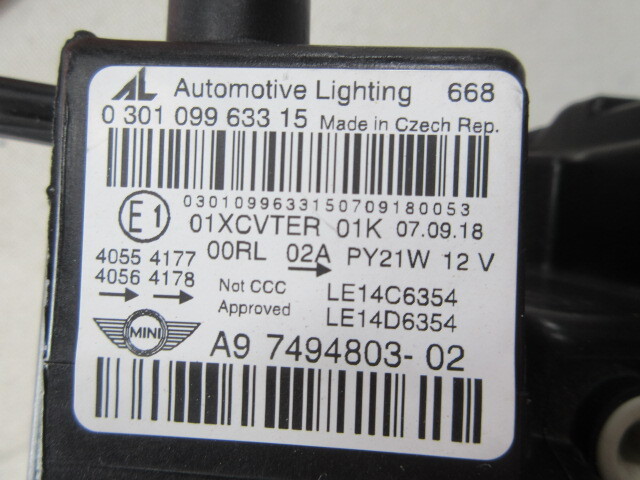 AL Automotive Lighting 668
0 301 099 633 15 Made in Czech Rep.
0301099633150709180053
E1 01XCVTER 01K 07.09.18
00RL 02A PY21W 12 V
4055 4177
4056 4178
Not CCC Approved
LE14C6354
LE14D6354
MINI
A9 7494803- 02